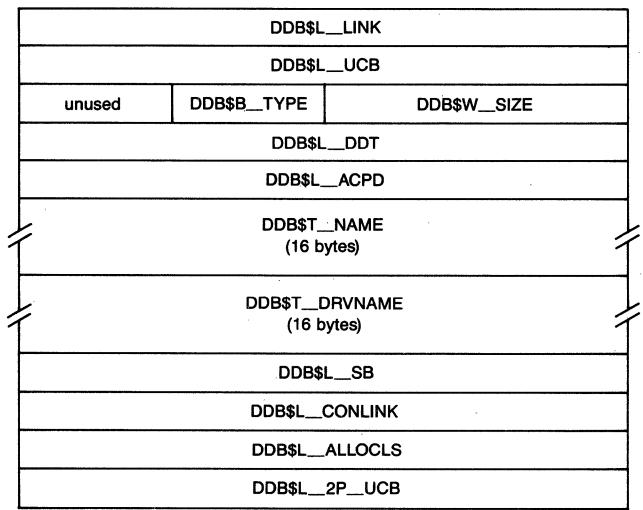 DDB$L__LINK
DDB$L__UCB
unused DDB$B__TYPE DDB$W__SIZE
DDB$L__DDT
DDB$L__ACPD
DDB$T__NAME
(16 bytes)
DDB$T__DRVNAME
(16 bytes)
DDB$L__SB
DDB$L__CONLINK
DDB$L__ALLOCLS
DDB$L__2P__UCB